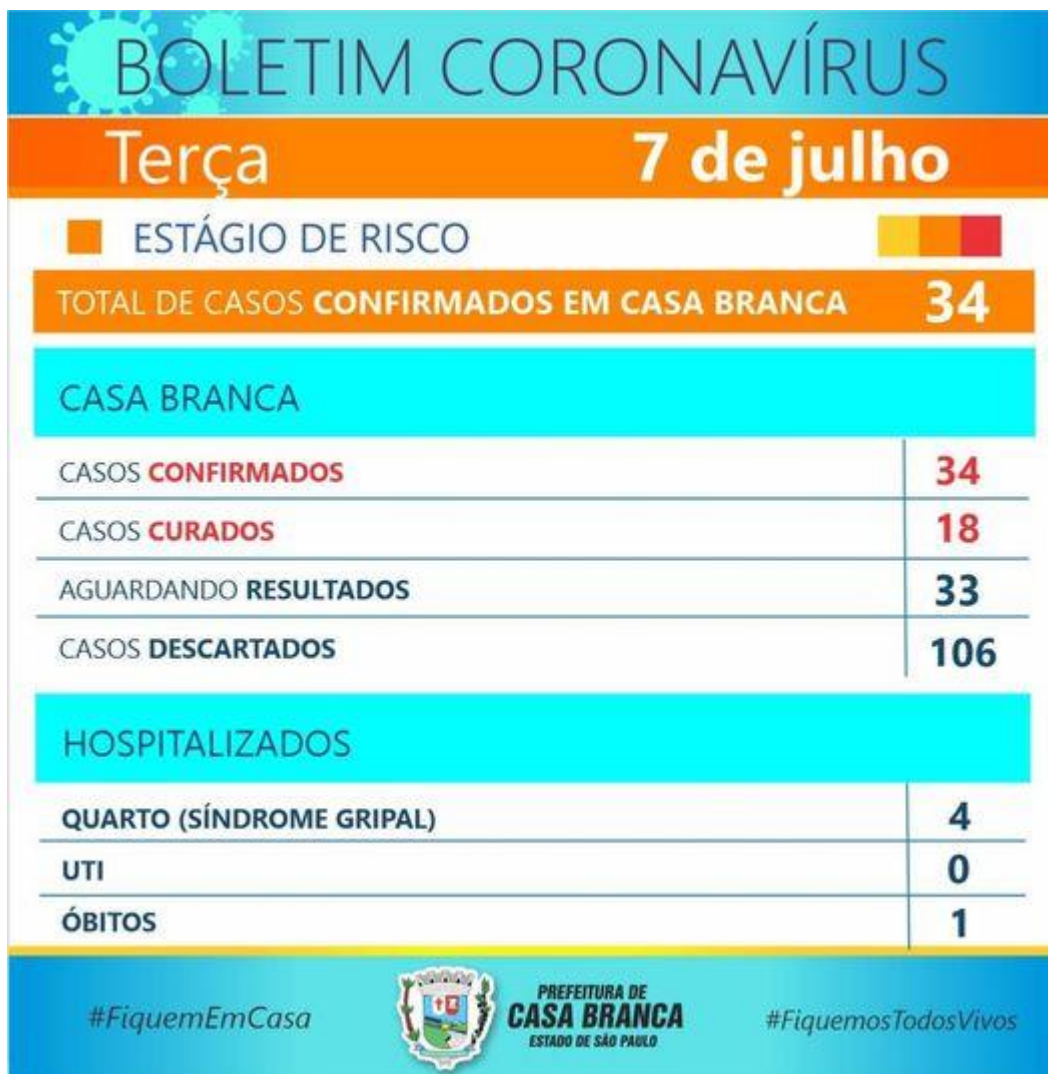 BOLETIM CORONAVÍRUS
Terça 7 de julho
ESTÁGIO DE RISCO
TOTAL DE CASOS CONFIRMADOS EM CASA BRANCA 34
CASA BRANCA
CASOS CONFIRMADOS 34
CASOS CURADOS 18
AGUARDANDO RESULTADOS 33
CASOS DESCARTADOS 106
HOSPITALIZADOS
QUARTO (SÍNDROME GRIPAL) 4
UTI 0
ÓBITOS 1
#FiquemEmCasa
PREFEITURA DE
CASA BRANCA
ESTADO DE SÃO PAULO
#FiquemosTodosVivos